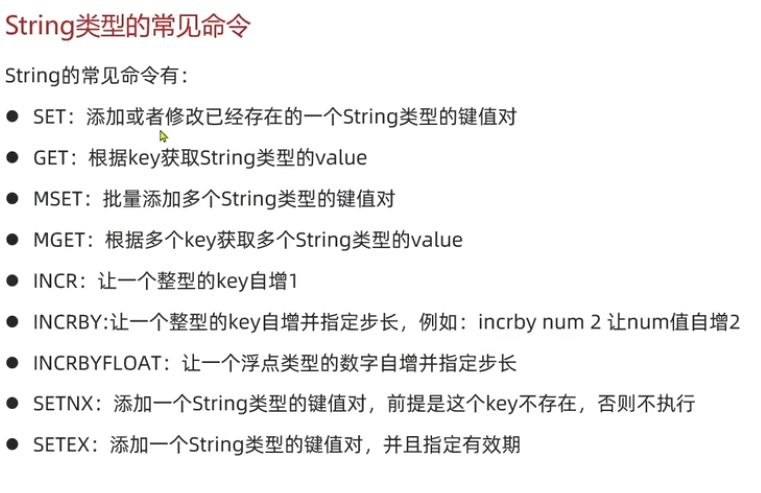 String类型的常见命令
String的常见命令有：
● SET：添加或者修改已经存在的一个String类型的键值对
● GET：根据key获取String类型的value
● MSET：批量添加多个String类型的键值对
● MGET：根据多个key获取多个String类型的value
● INCR：让一个整型的key自增1
● INCRBY:让一个整型的key自增并指定步长，例如：incrby num 2 让num值自增2
● INCRBYFLOAT：让一个浮点类型的数字自增并指定步长
● SETNX：添加一个String类型的键值对，前提是这个key不存在，否则不执行
● SETEX：添加一个String类型的键值对，并且指定有效期